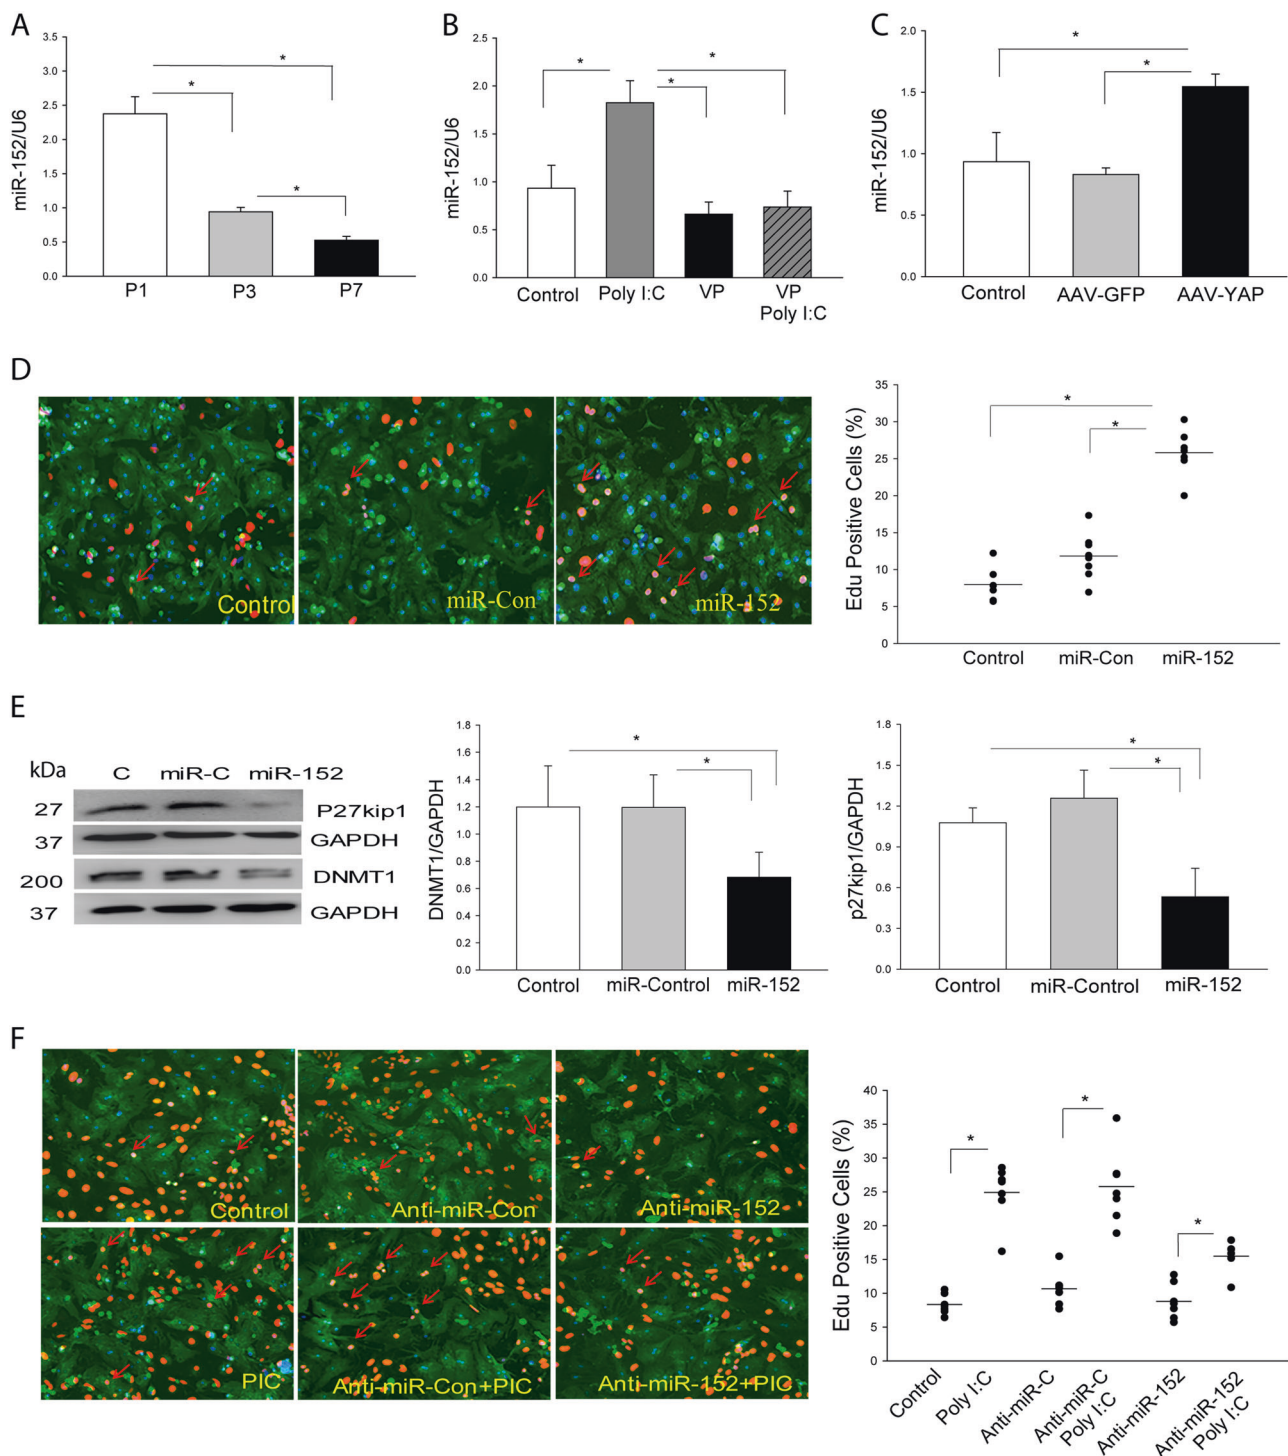 A
miR-152/U6
3.5
3.0
2.5
2.0
1.5
1.0
0.5
0.0
*
*
*
P1 P3 P7
B
miR-152/U6
2.5
2.0
1.5
1.0
0.5
0.0
*
*
*
Control Poly I:C VP VP
Poly I:C
C
miR-152/U6
2.0
1.5
1.0
0.5
0.0
*
*
Control AAV-GFP AAV-YAP
D
Control
miR-Con
miR-152
Edu Positive Cells (%)
35
30
25
20
15
10
5
0
*
*
Control miR-Con miR-152
E
kDa C miR-C miR-152
27 P27kip1
37 GAPDH
200 DNMT1
37 GAPDH
DNMT1/GAPDH
1.8
1.6
1.4
1.2
1.0
0.8
0.6
0.4
0.2
0.0
*
*
Control miR-Control miR-152
p27kip1/GAPDH
1.8
1.5
1.2
0.9
0.6
0.3
0.0
*
*
Control miR-Control miR-152
F
Control
Anti-miR-Con
Anti-miR-152
PIC
Anti-miR-Con+PIC
Anti-miR-152+PIC
Edu Positive Cells (%)
40
35
30
25
20
15
10
5
0
*
*
*
Control
Poly I:C
Anti-miR-C
Anti-miR-C
Poly I:C
Anti-miR-152
Anti-miR-152
Poly I:C